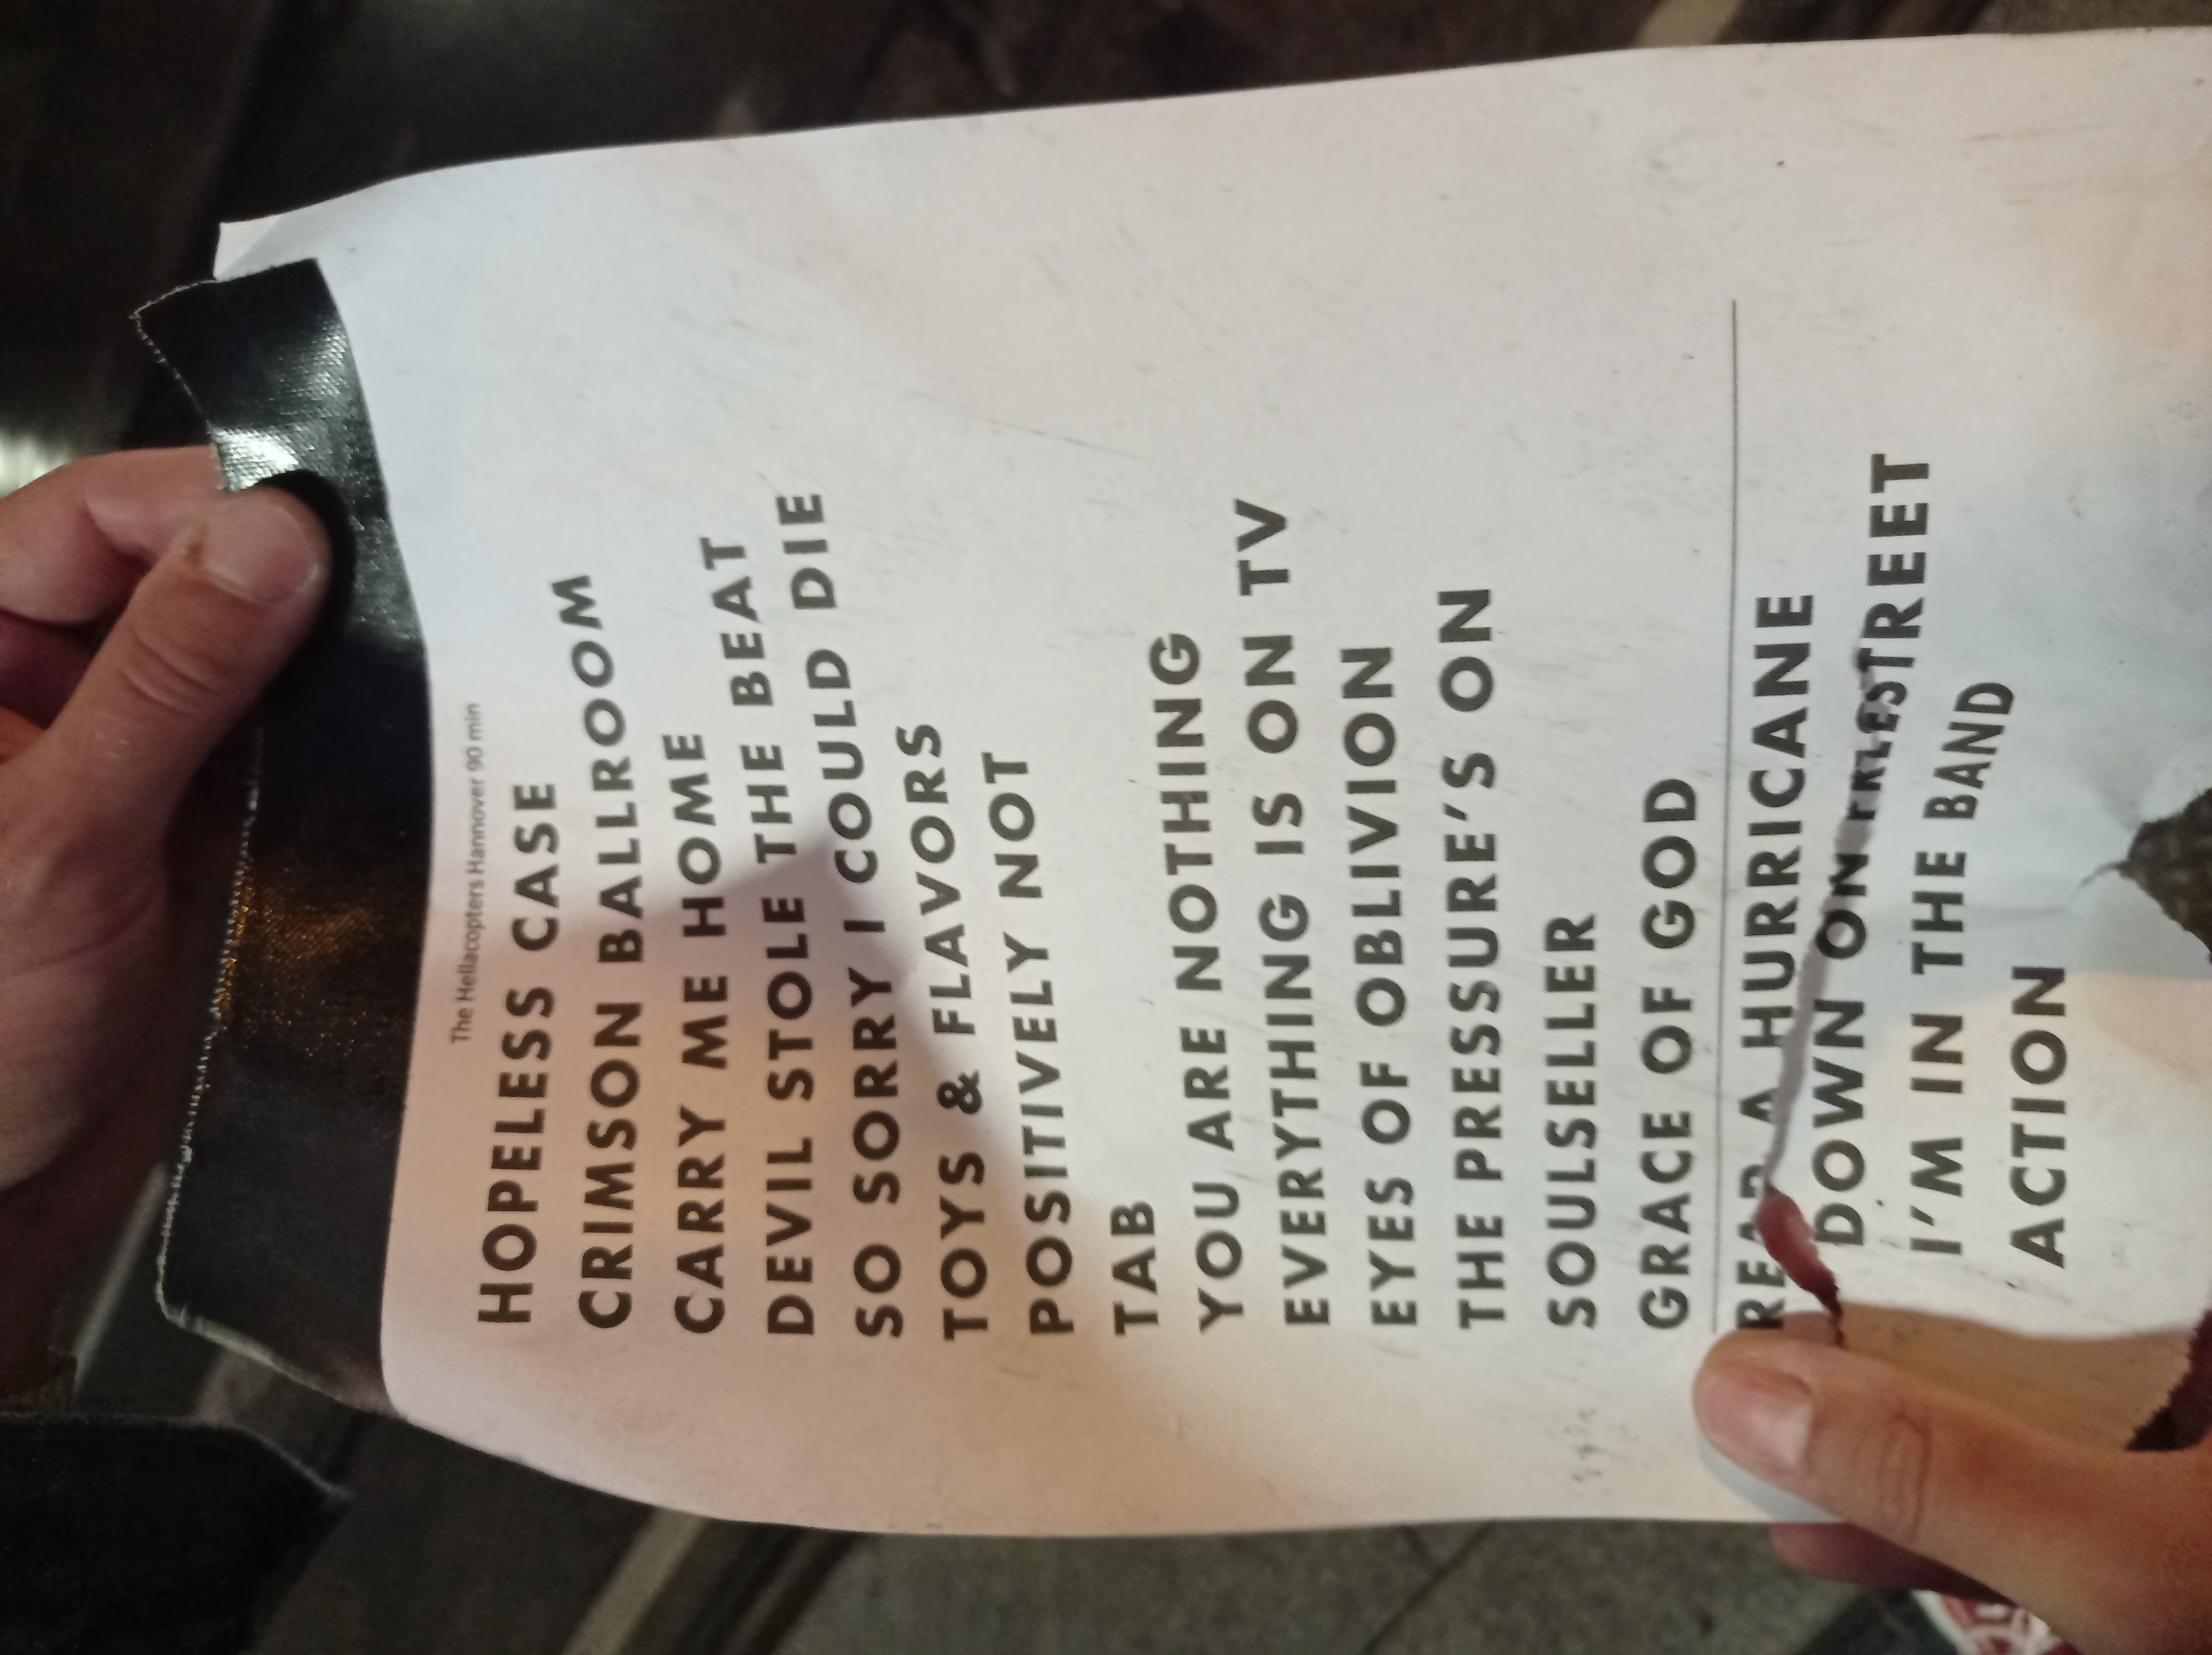 The Hellacopters Hannover 90 min
HOPELESS CASE
CRIMSON BALLROOM
CARRY ME HOME
DEVIL STOLE THE BEAT
SO SORRY I COULD DIE
TOYS & FLAVORS
POSITIVELY NOT
TAB
YOU ARE NOTHING
EVERYTHING IS ON TV
EYES OF OBLIVION
THE PRESSURE'S ON
SOULSELLER
GRACE OF GOD
REAP A HURRICANE
DOWN ON STREET
I'M IN THE BAND
ACTION